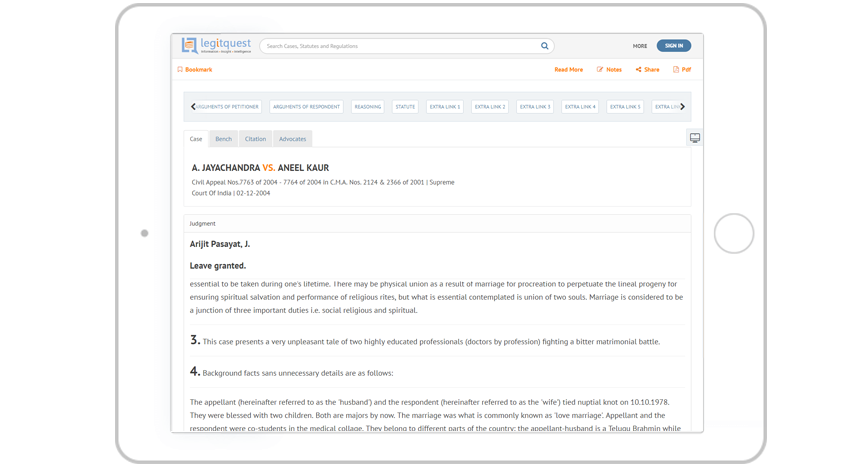 legitquest
Information • Insight • Intelligence
Search Cases, Statutes and Regulations
MORE
SIGN IN
Bookmark
Read More
Notes
Share
Pdf
ARGUMENTS OF PETITIONER
ARGUMENTS OF RESPONDENT
REASONING
STATUTE
EXTRA LINK 1
EXTRA LINK 2
EXTRA LINK 3
EXTRA LINK 4
EXTRA LINK 5
EXTRA
Case
Bench
Citation
Advocates
A. JAYACHANDRA VS. ANEEL KAUR
Civil Appeal Nos.7763 of 2004 - 7764 of 2004 in C.M.A. Nos. 2124 & 2366 of 2001 | Supreme
Court Of India | 02-12-2004
Judgment
Arijit Pasayat, J.
Leave granted.
essential to be taken during one's lifetime. There may be physical union as a result of marriage for procreation to perpetuate the lineal progeny for
ensuring spiritual salvation and performance of religious rites, but what is essential contemplated is union of two souls. Marriage is considered to be
a junction of three important duties i.e. social religious and spiritual.
3. This case presents a very unpleasant tale of two highly educated professionals (doctors by profession) fighting a bitter matrimonial battle.
4. Background facts sans unnecessary details are as follows:
The appellant (hereinafter referred to as the 'husband') and the respondent (hereinafter referred to as the 'wife') tied nuptial knot on 10.10.1978.
They were blessed with two children. Both are majors by now. The marriage was what is commonly known as 'love marriage'. Appellant and the
respondent were co-students in the medical collage. They belong to different parts of the country: the appellant-husband is a Telugu Brahmin while